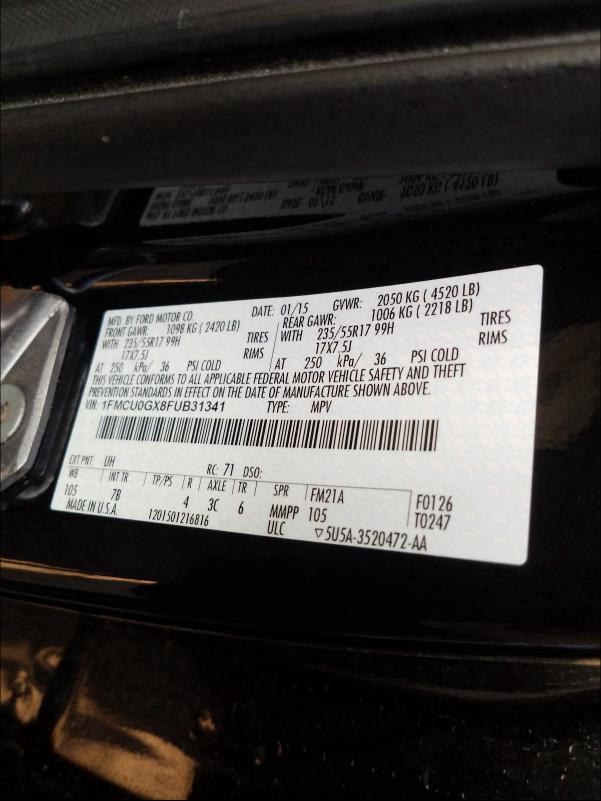 MFD. BY FORD MOTOR CO. DATE: 01/15 GVWR: 2050 KG ( 4520 LB)
FRONT GAWR: 1098 KG ( 2420 LB) REAR GAWR: 1006 KG ( 2218 LB)
WITH 235/55R17 99H TIRES WITH 235/55R17 99H TIRES
17X7.5J RIMS 17X7.5J RIMS
AT 250 kPa/ 36 PSI COLD AT 250 kPa/ 36 PSI COLD
THIS VEHICLE CONFORMS TO ALL APPLICABLE FEDERAL MOTOR VEHICLE SAFETY AND THEFT
PREVENTION STANDARDS IN EFFECT ON THE DATE OF MANUFACTURE SHOWN ABOVE.
VIN: 1FMCU0GX8FUB31341 TYPE: MPV
EXT PNT: UH RC: 71 DSO:
WB INT TR TP/PS R AXLE TR SPR FM21A F0126
105 7B 4 3C 6 MMPP 105 T0247
MADE IN U.S.A. 1201501216816 ULC ▽5U5A-3520472-AA